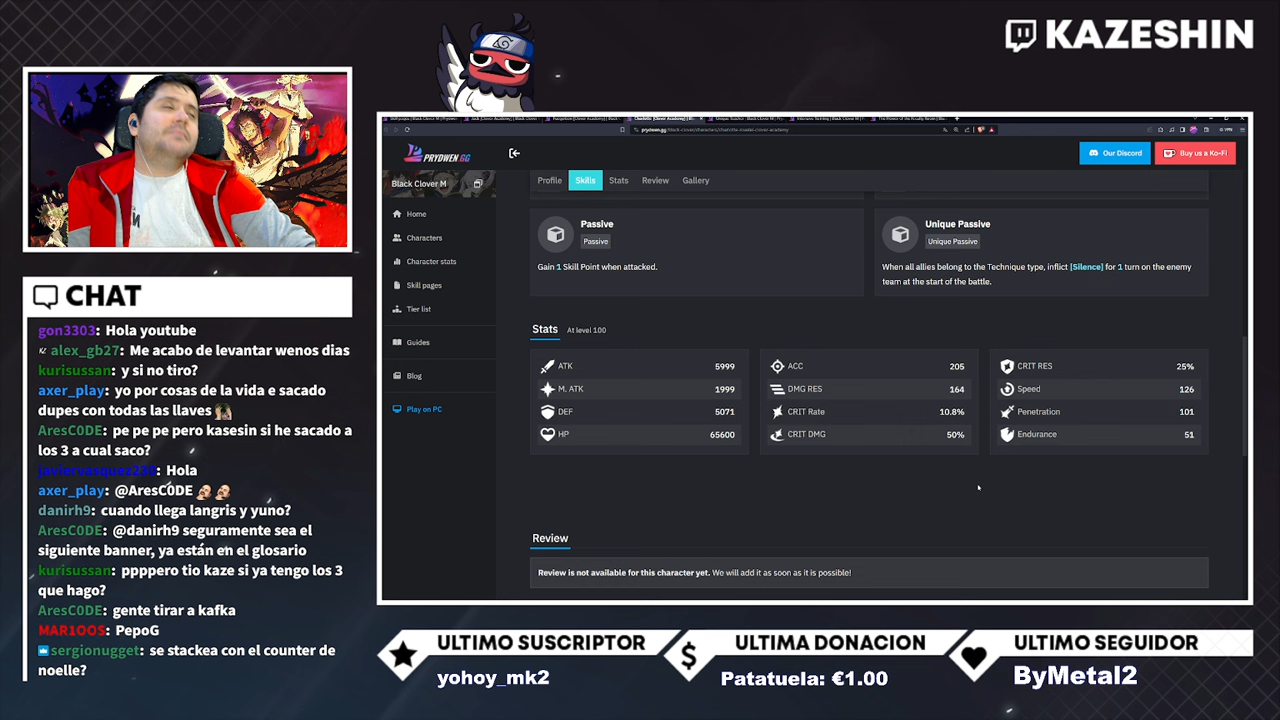 KAZESHIN
PRYDWEN.GG
Our Discord
Buy us a Ko-Fi
Black Clover M
Profile
Skills
Stats
Review
Gallery
Home
Characters
Character stats
Skill pages
Tier list
Guides
Blog
Play on PC
Passive
Passive
Gain 1 Skill Point when attacked.
Unique Passive
Unique Passive
When all allies belong to the Technique type, inflict [Silence] for 1 turn on the enemy
team at the start of the battle.
Stats At level 100
ATK 5999
M. ATK 1999
DEF 5071
HP 65600
ACC 205
DMG RES 164
CRIT Rate 10.8%
CRIT DMG 50%
CRIT RES 25%
Speed 126
Penetration 101
Endurance 51
Review
Review is not available for this character yet. We will add it as soon as it is possible!
CHAT
gon3303: Hola youtube
alex_gb27: Me acabo de levantar wenos dias
kurisussan: y si no tiro?
axer_play: yo por cosas de la vida e sacado
dupes con todas las llaves
AresC0DE: pe pe pe pero kasesin si he sacado a
los 3 a cual saco?
javiervasquez230: Hola
axer_play: @AresC0DE
danirh9: cuando llega langris y yuno?
AresC0DE: @danirh9 seguramente sea el
siguiente banner, ya están en el glosario
kurisussan: ppppero tio kaze si ya tengo los 3
que hago?
AresC0DE: gente tirar a kafka
MAR1OOS: PepoG
sergionugget: se stackea con el counter de
noelle?
ULTIMO SUSCRIPTOR
yohoy_mk2
ULTIMA DONACION
Patatuela: €1.00
ULTIMO SEGUIDOR
ByMetal2